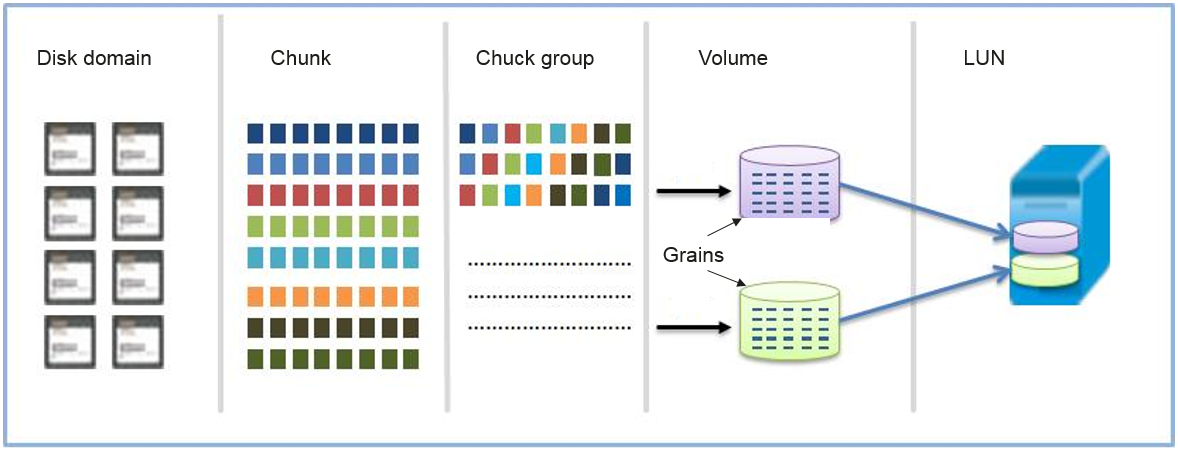 Disk domain
Chunk
Chuck group
Volume
LUN
Grains